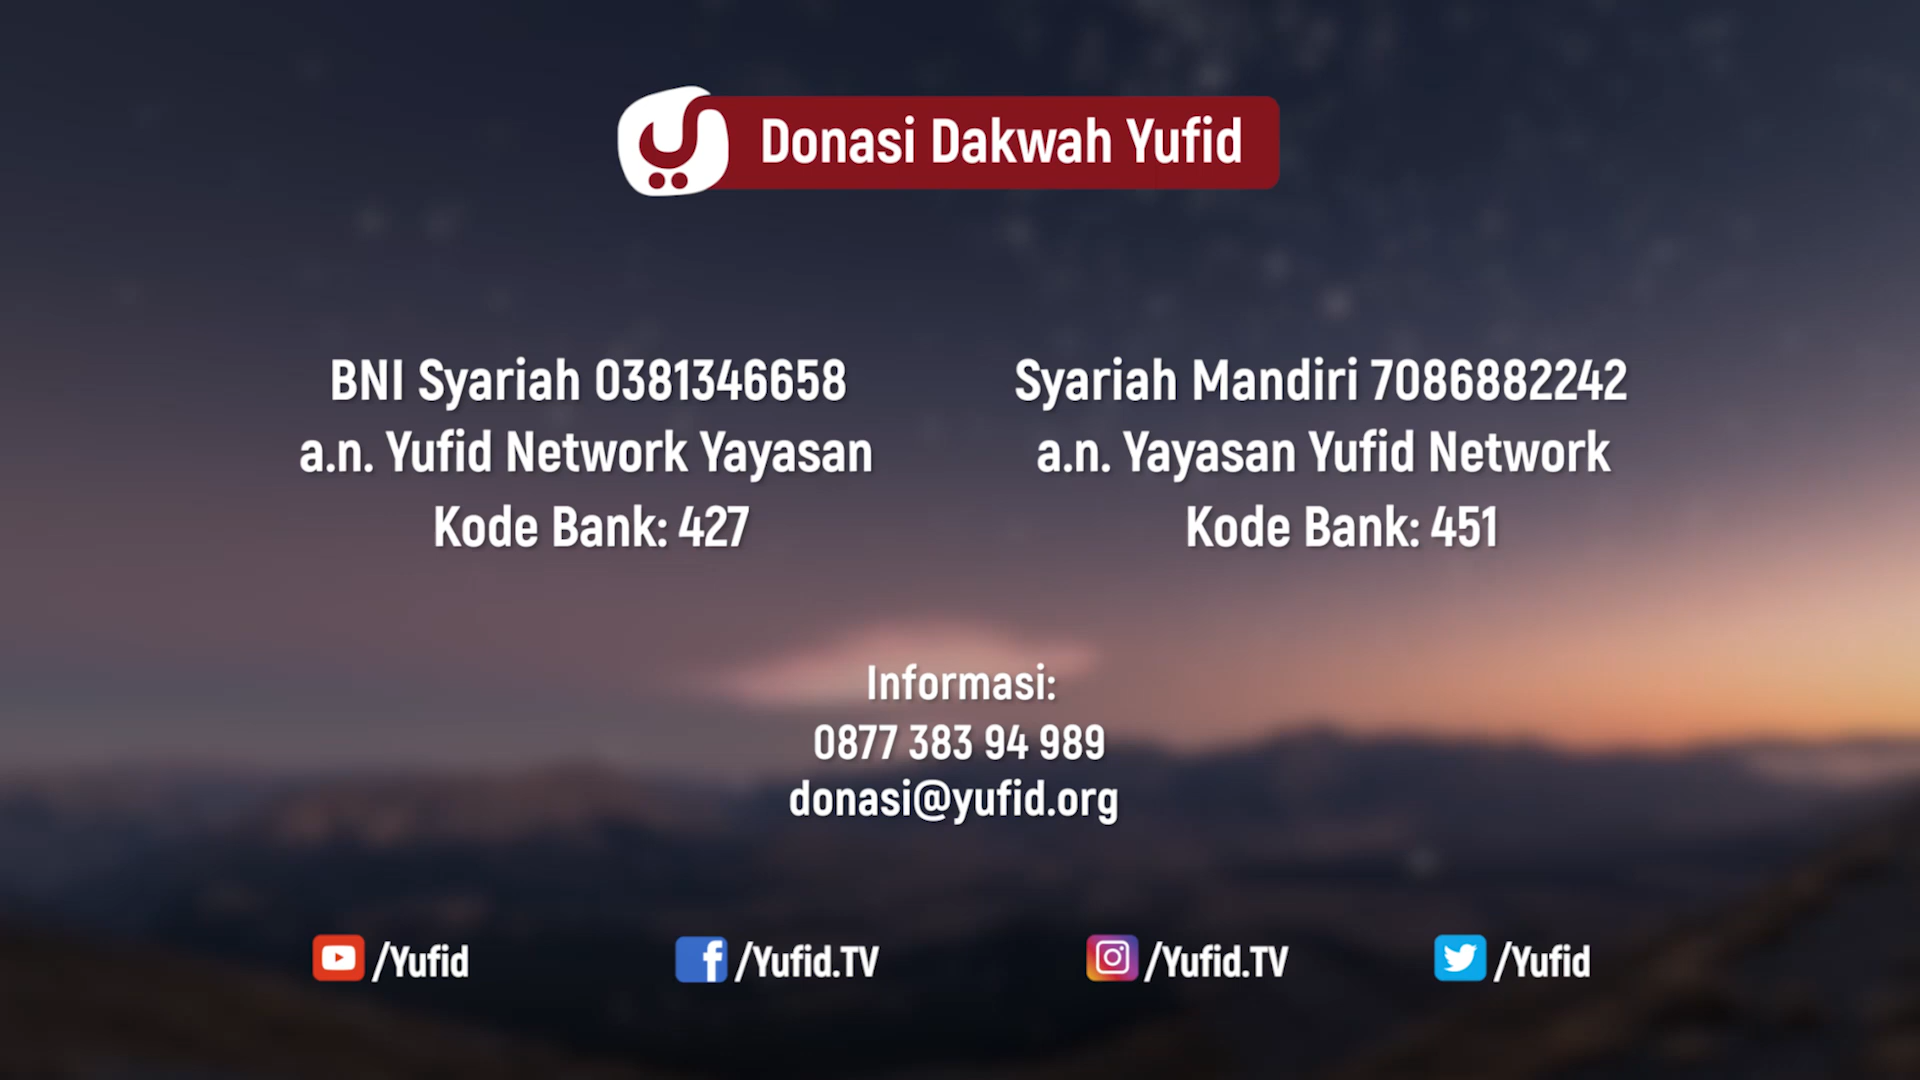 Donasi Dakwah Yufid
BNI Syariah 0381346658
a.n. Yufid Network Yayasan
Kode Bank: 427
Syariah Mandiri 7086882242
a.n. Yayasan Yufid Network
Kode Bank: 451
Informasi:
0877 383 94 989
donasi@yufid.org
/Yufid
/Yufid.TV
/Yufid.TV
/Yufid